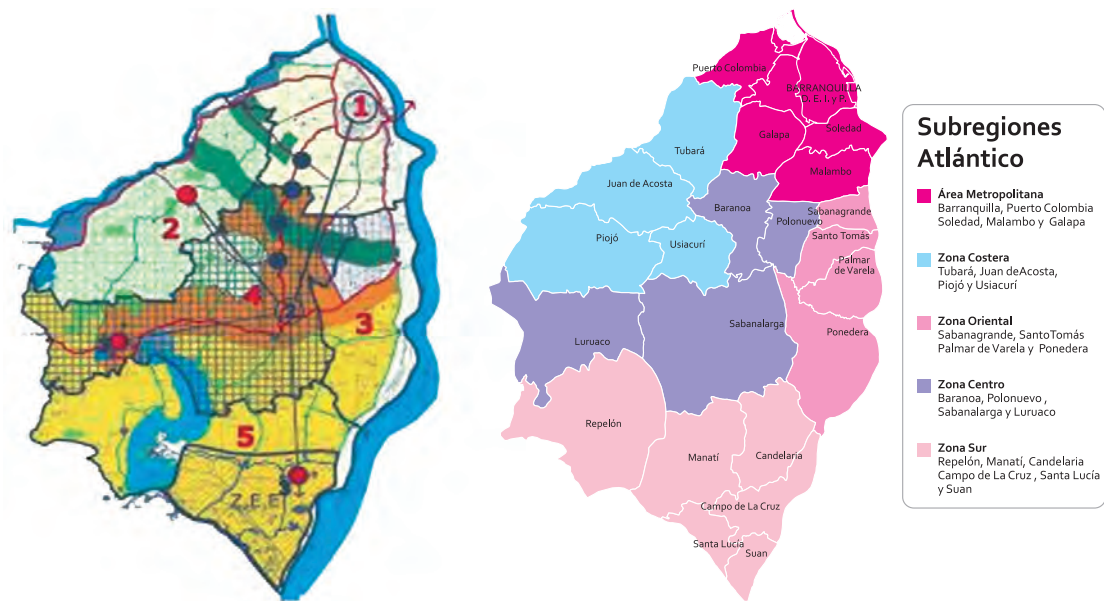 1
2
4
2
3
5
Z.E.E
Puerto Colombia
BARRANQUILLA
D. E. I. y P.
Soledad
Galapa
Malambo
Tubará
Juan de Acosta
Piojó
Usiacurí
Baranoa
Polonuevo
Sabanagrande
Santo Tomás
Palmar
de Varela
Ponedera
Sabanalarga
Luruaco
Repelón
Manatí
Candelaria
Campo de La Cruz
Santa Lucía
Suan
Subregiones
Atlántico
Área Metropolitana
Barranquilla, Puerto Colombia
Soledad, Malambo y Galapa
Zona Costera
Tubará, Juan deAcosta,
Piojó y Usiacurí
Zona Oriental
Sabanagrande, SantoTomás
Palmar de Varela y Ponedera
Zona Centro
Baranoa, Polonuevo ,
Sabanalarga y Luruaco
Zona Sur
Repelón, Manatí, Candelaria
Campo de La Cruz , Santa Lucía
y Suan